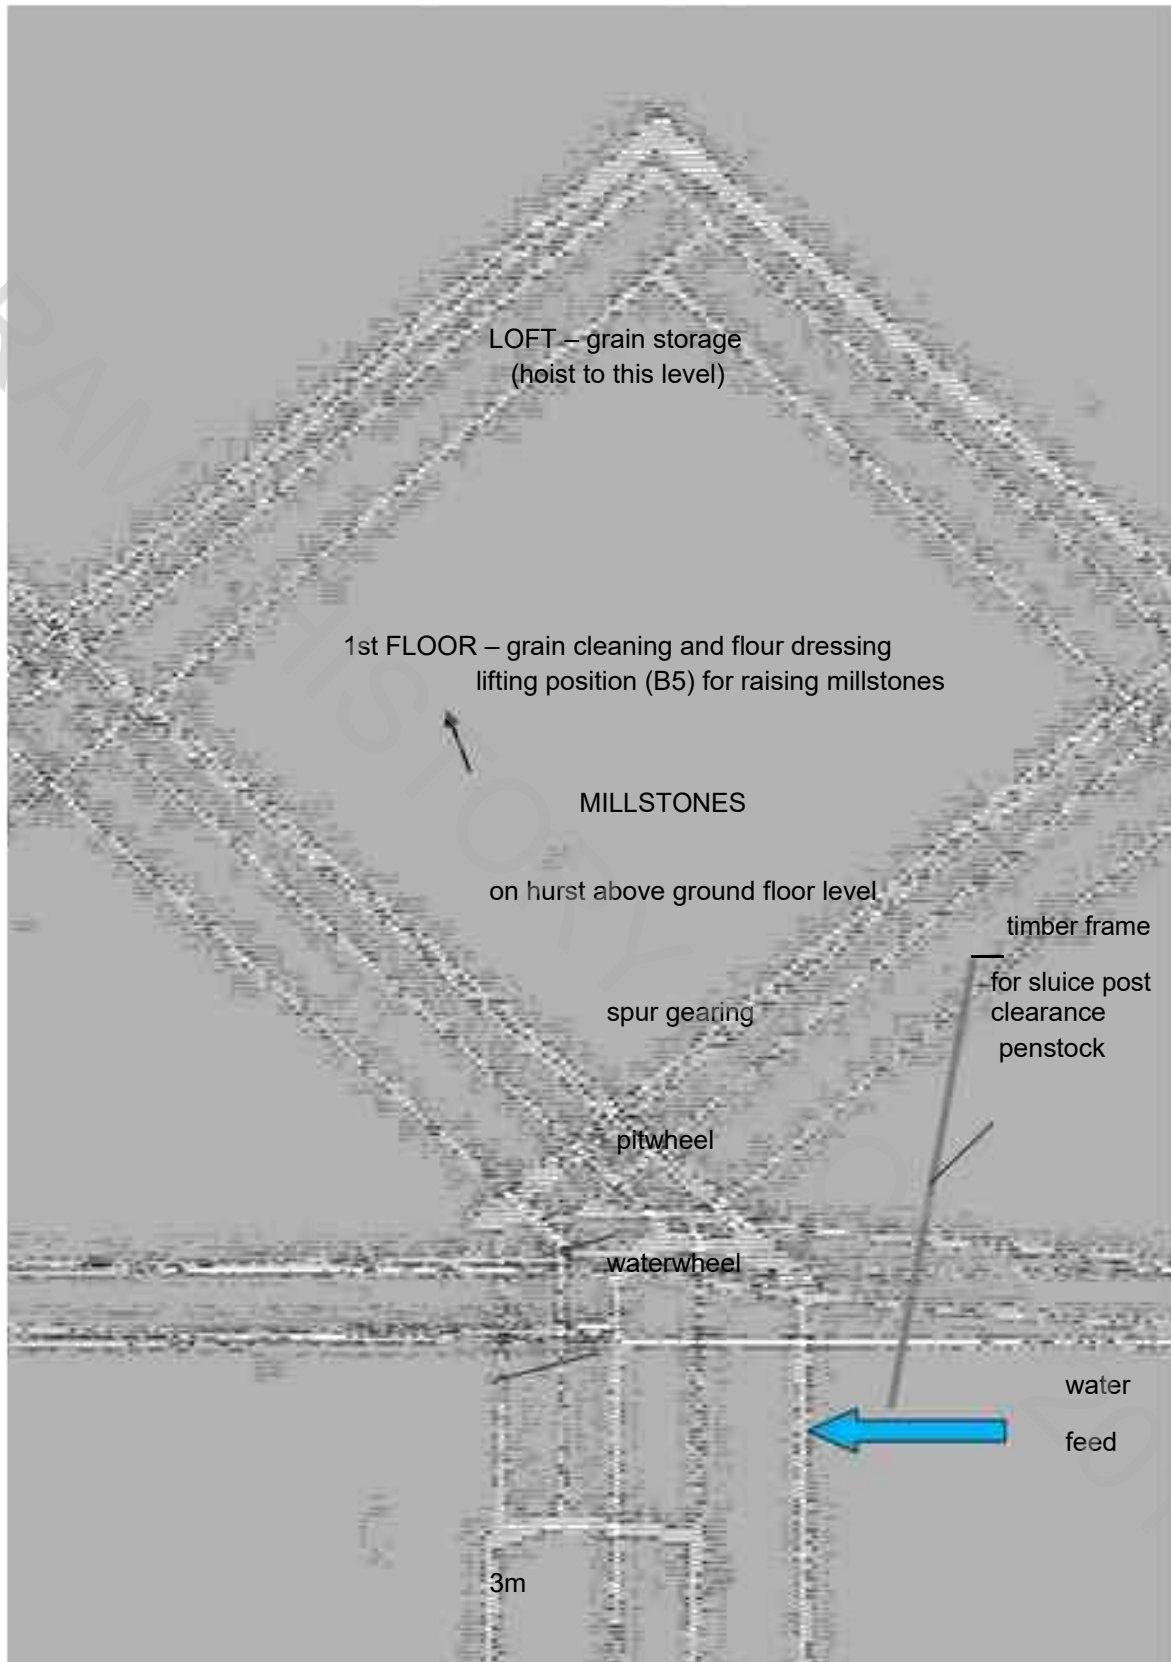 LOFT – grain storage
(hoist to this level)
1st FLOOR – grain cleaning and flour dressing
lifting position (B5) for raising millstones
MILLSTONES
on hurst above ground floor level
timber frame
for sluice post
clearance
spur gearing
penstock
pitwheel
waterwheel
water
feed
3m